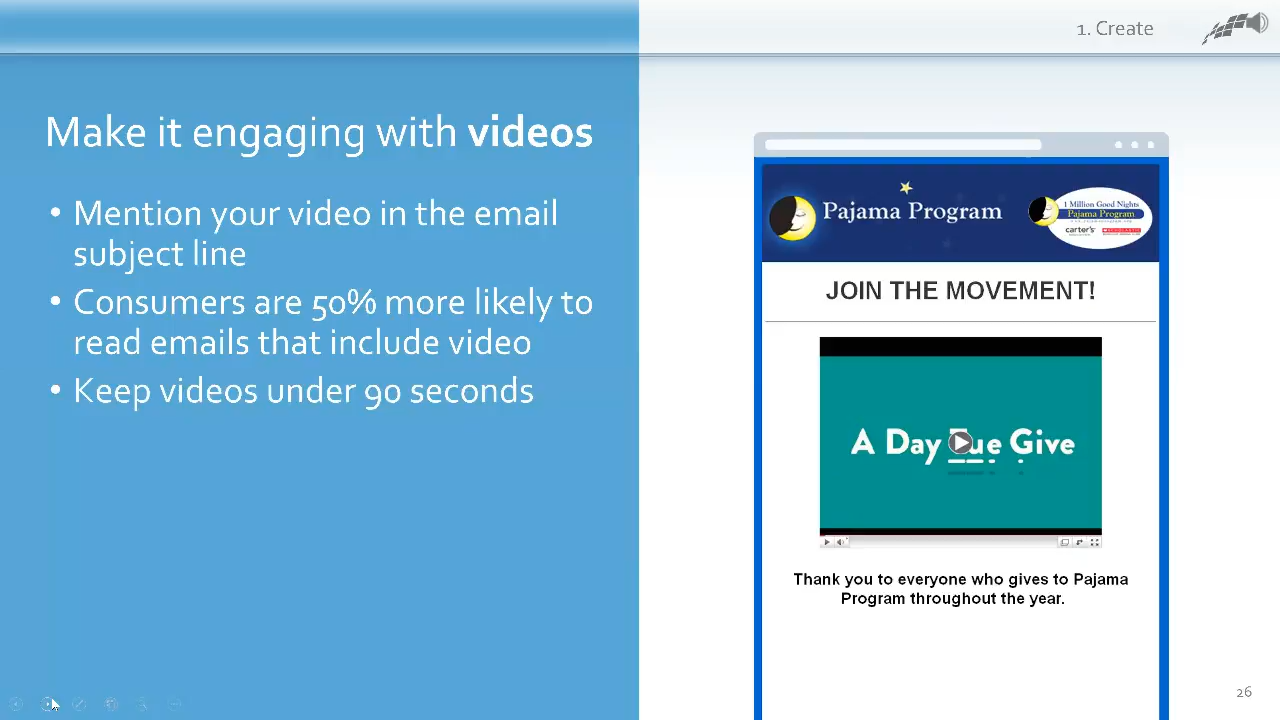 1. Create
Make it engaging with videos
• Mention your video in the email
subject line
• Consumers are 50% more likely to
read emails that include video
• Keep videos under 90 seconds
Pajama Program
1 Million Good Nights
Pajama Program
carter's
SCHOLASTIC
JOIN THE MOVEMENT!
A Day Give
Thank you to everyone who gives to Pajama
Program throughout the year.
26